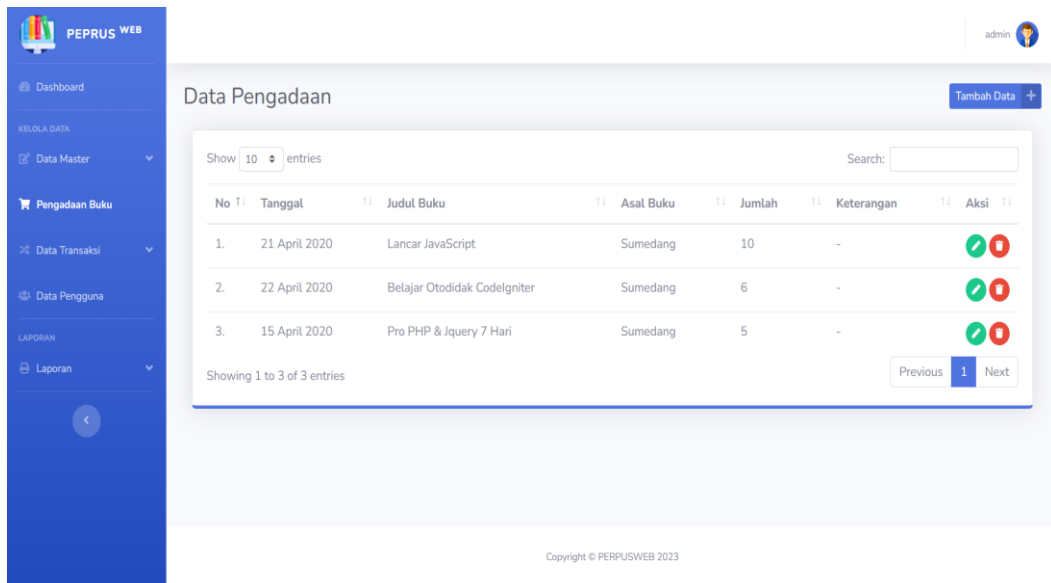 PEPRUS WEB
admin
Dashboard
Data Pengadaan
Tambah Data +
KELOLA DATA
Data Master
Pengadaan Buku
Data Transaksi
Data Pengguna
LAPORAN
Laporan
Show 10 entries
Search:
No Tanggal Judul Buku Asal Buku Jumlah Keterangan Aksi
1. 21 April 2020 Lancar JavaScript Sumedang 10 -
2. 22 April 2020 Belajar Otodidak CodeIgniter Sumedang 6 -
3. 15 April 2020 Pro PHP & Jquery 7 Hari Sumedang 5 -
Showing 1 to 3 of 3 entries
Previous 1 Next
Copyright © PERPUSWEB 2023